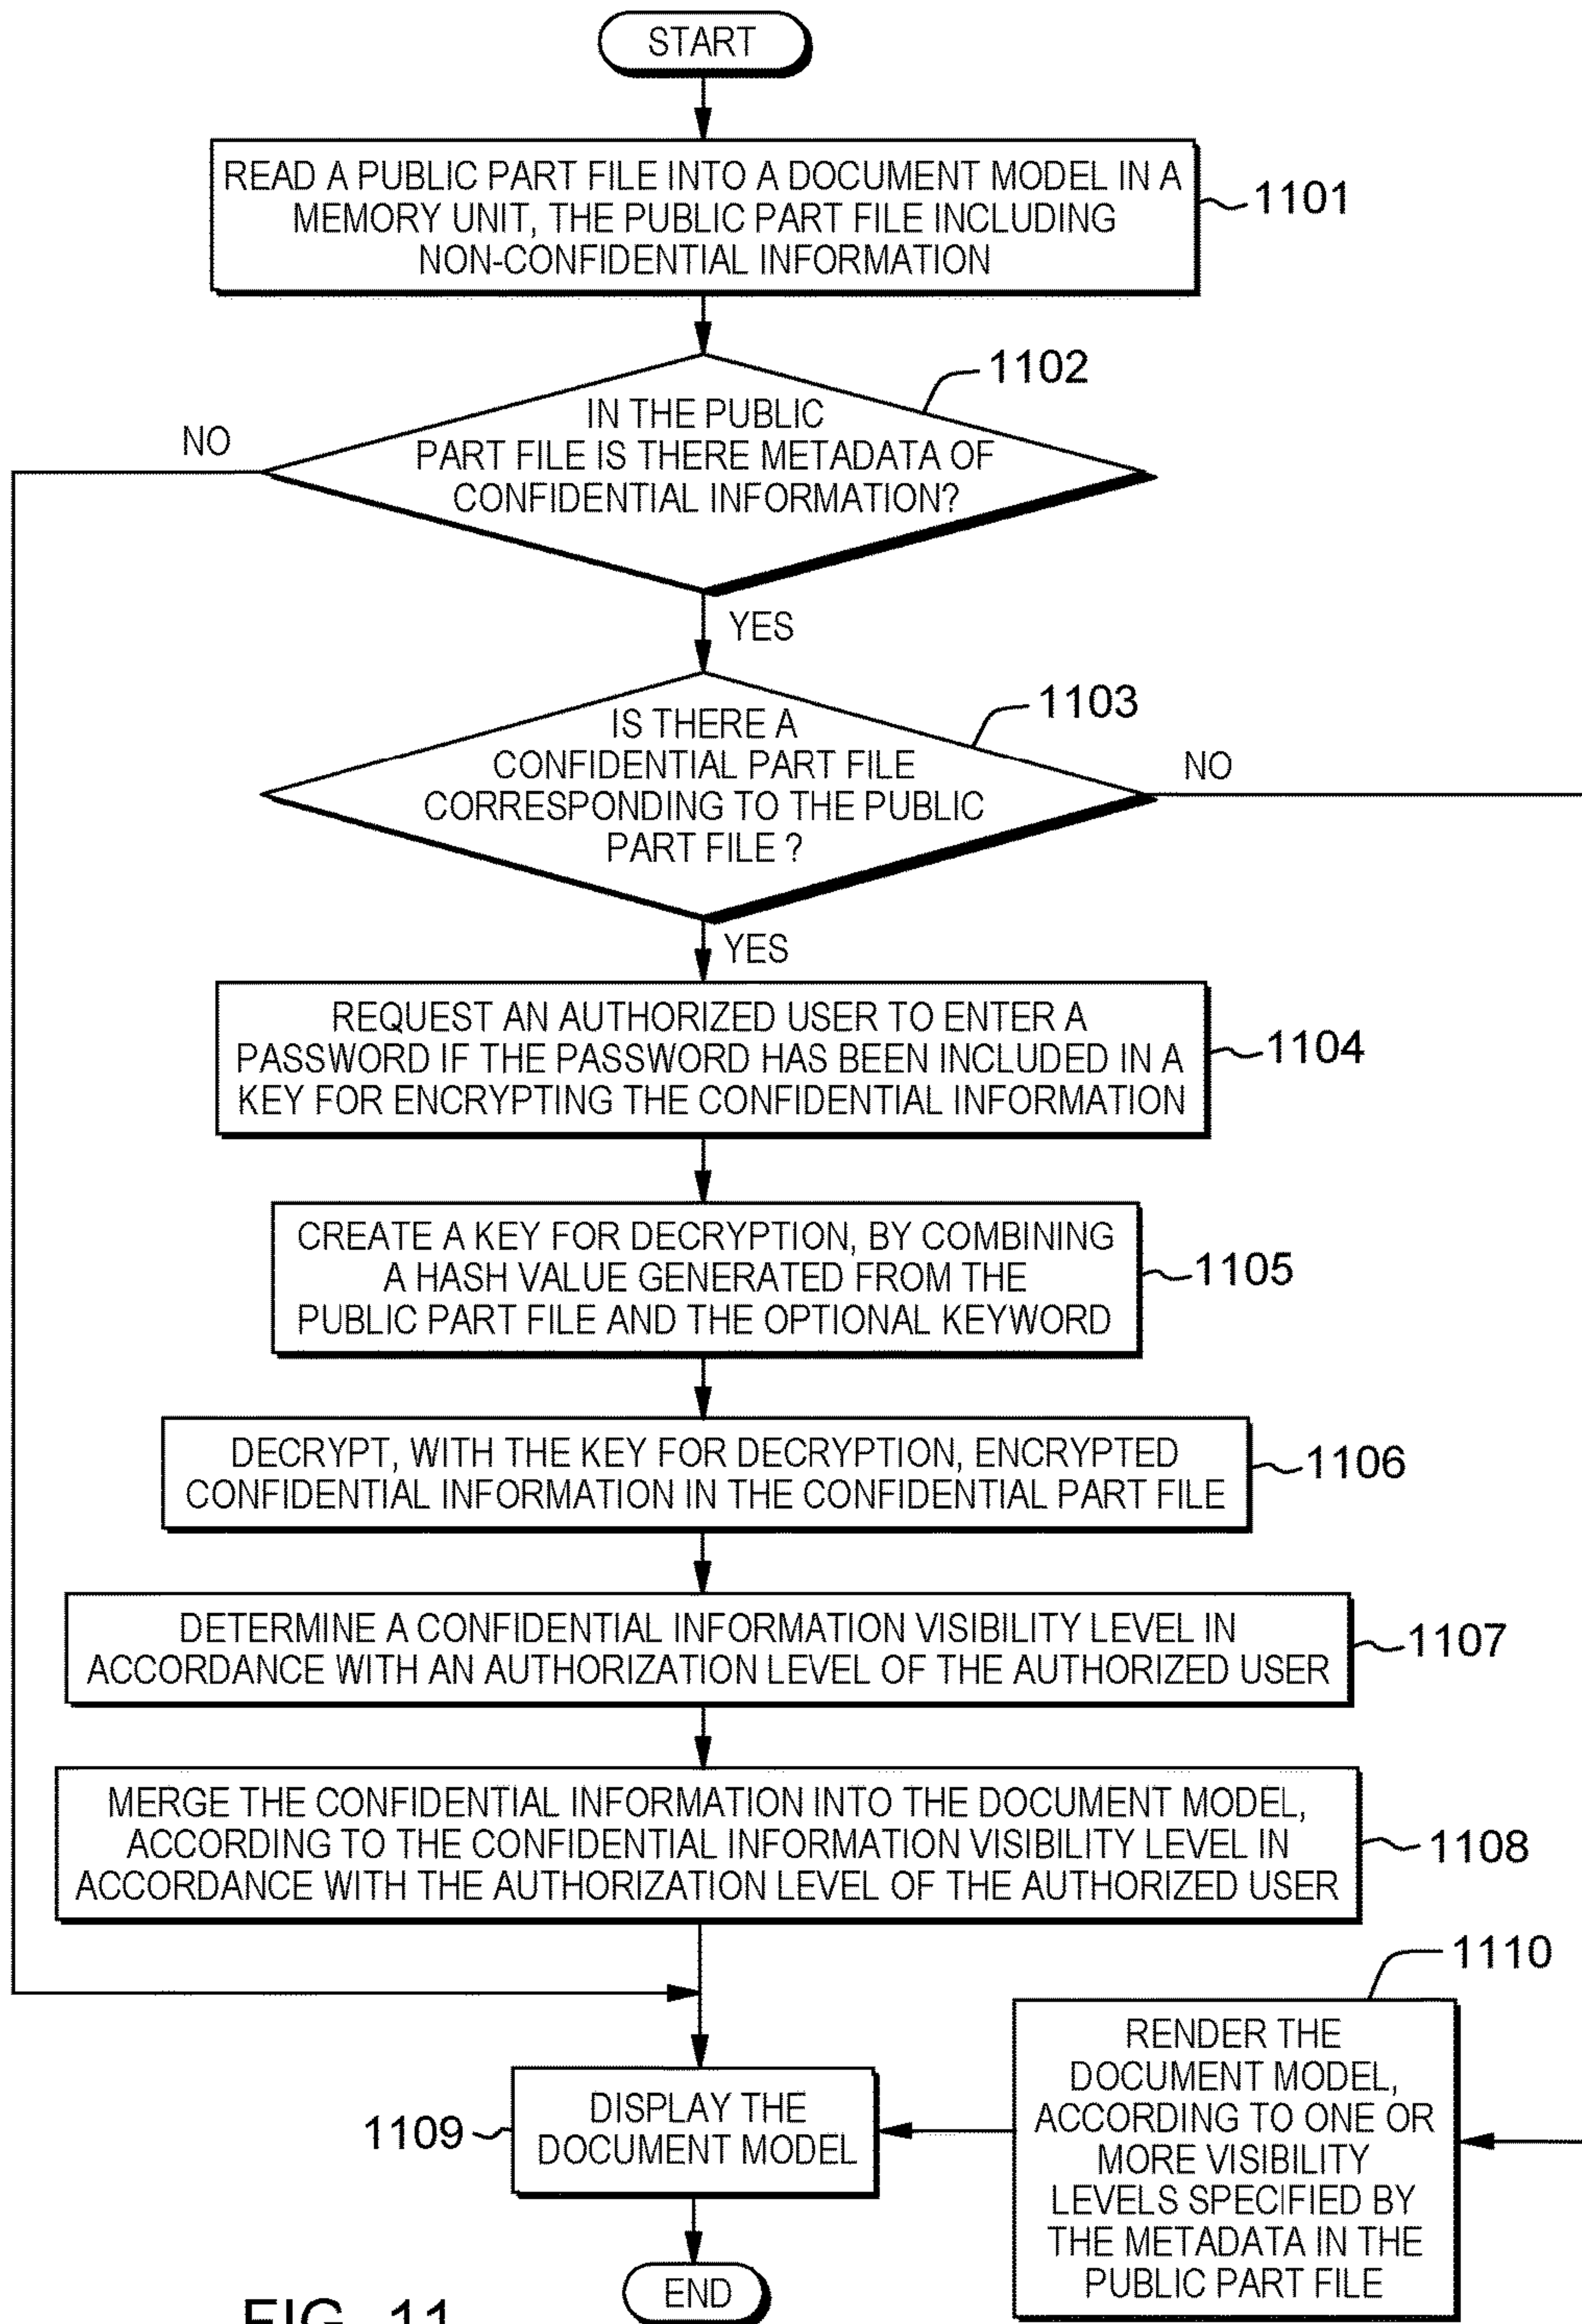 START
READ A PUBLIC PART FILE INTO A DOCUMENT MODEL IN A
MEMORY UNIT, THE PUBLIC PART FILE INCLUDING
NON-CONFIDENTIAL INFORMATION
1101
1102
IN THE PUBLIC
PART FILE IS THERE METADATA OF
CONFIDENTIAL INFORMATION?
NO
YES
1103
IS THERE A
CONFIDENTIAL PART FILE
CORRESPONDING TO THE PUBLIC
PART FILE ?
NO
YES
REQUEST AN AUTHORIZED USER TO ENTER A
PASSWORD IF THE PASSWORD HAS BEEN INCLUDED IN A
KEY FOR ENCRYPTING THE CONFIDENTIAL INFORMATION
1104
CREATE A KEY FOR DECRYPTION, BY COMBINING
A HASH VALUE GENERATED FROM THE
PUBLIC PART FILE AND THE OPTIONAL KEYWORD
1105
DECRYPT, WITH THE KEY FOR DECRYPTION, ENCRYPTED
CONFIDENTIAL INFORMATION IN THE CONFIDENTIAL PART FILE
1106
DETERMINE A CONFIDENTIAL INFORMATION VISIBILITY LEVEL IN
ACCORDANCE WITH AN AUTHORIZATION LEVEL OF THE AUTHORIZED USER
1107
MERGE THE CONFIDENTIAL INFORMATION INTO THE DOCUMENT MODEL,
ACCORDING TO THE CONFIDENTIAL INFORMATION VISIBILITY LEVEL IN
ACCORDANCE WITH THE AUTHORIZATION LEVEL OF THE AUTHORIZED USER
1108
1110
RENDER THE
DOCUMENT MODEL,
ACCORDING TO ONE OR
MORE VISIBILITY
LEVELS SPECIFIED BY
THE METADATA IN THE
PUBLIC PART FILE
1109
DISPLAY THE
DOCUMENT MODEL
END
FIG. 11